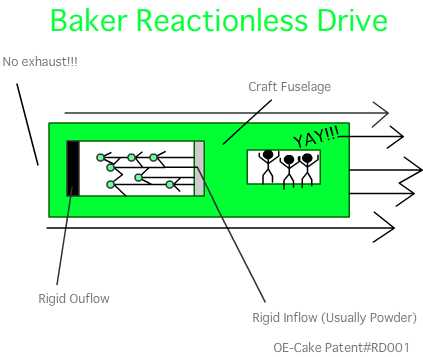 Baker Reactionless Drive
No exhaust!!!
Craft Fuselage
YAY!!!
Rigid Ouflow
Rigid Inflow (Usually Powder)
OE-Cake Patent#RD001